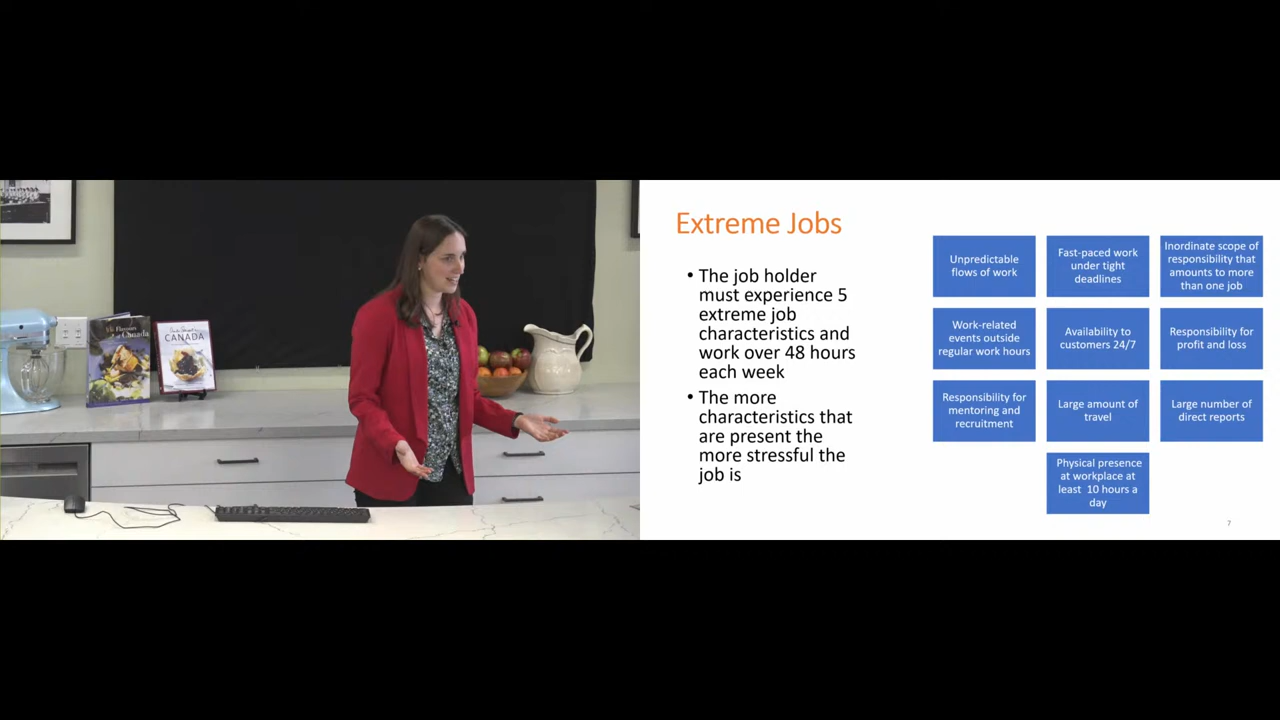 Flavours
of Canada
CANADA
Extreme Jobs
• The job holder
must experience 5
extreme job
characteristics and
work over 48 hours
each week
• The more
characteristics that
are present the
more stressful the
job is
Unpredictable
flows of work
Fast-paced work
under tight
deadlines
Inordinate scope of
responsibility that
amounts to more
than one job
Work-related
events outside
regular work hours
Availability to
customers 24/7
Responsibility for
profit and loss
Responsibility for
mentoring and
recruitment
Large amount of
travel
Large number of
direct reports
Physical presence
at workplace at
least 10 hours a
day
7